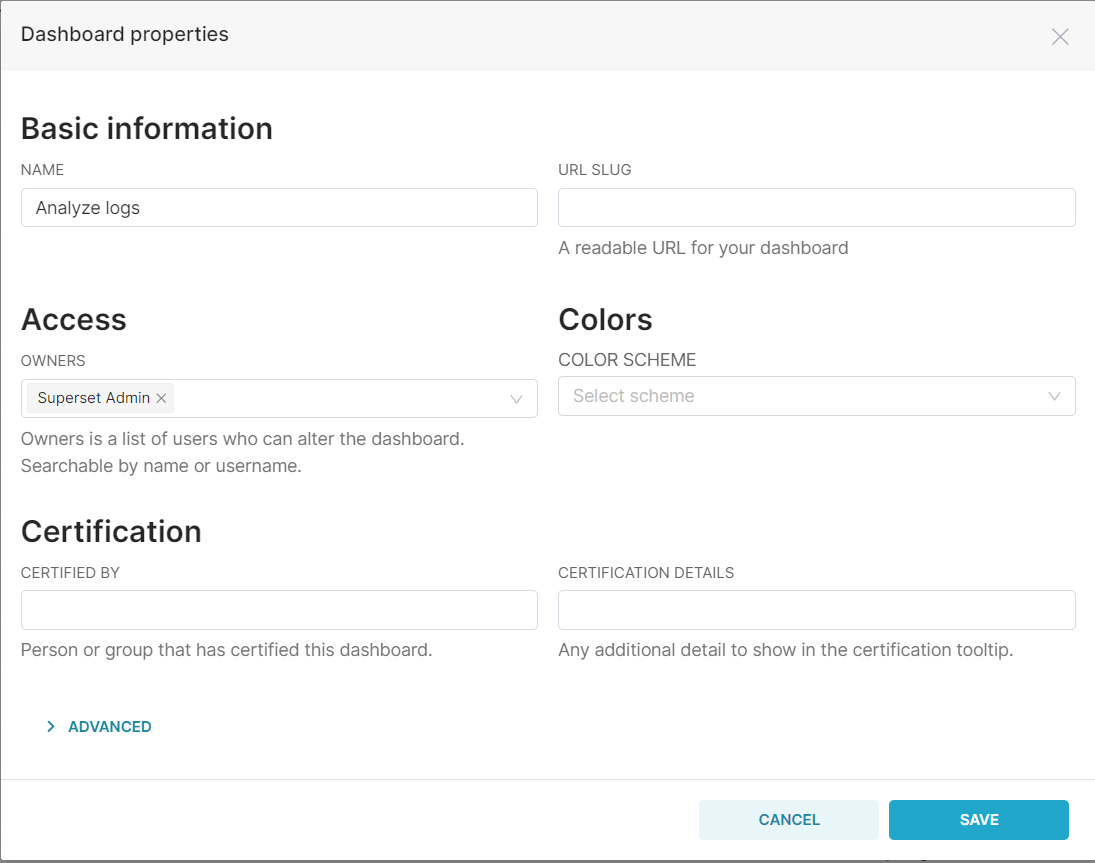 Dashboard properties
Basic information
NAME
URL SLUG
Analyze logs
A readable URL for your dashboard
Access
Colors
OWNERS
COLOR SCHEME
Superset Admin
Select scheme
Owners is a list of users who can alter the dashboard.
Searchable by name or username.
Certification
CERTIFIED BY
CERTIFICATION DETAILS
Person or group that has certified this dashboard.
Any additional detail to show in the certification tooltip.
ADVANCED
CANCEL
SAVE